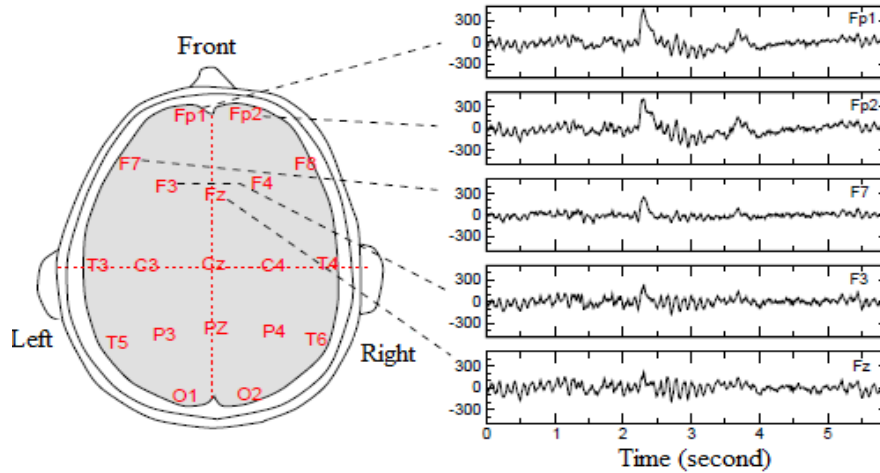 Front
Fp1 Fp2
F7 F8
F3 F4
Fz
T3 C3 Cz C4 T4
T5 P3 PZ P4 T6
O1 O2
Left
Right
300
0
-300
Fp1
300
0
-300
Fp2
300
0
-300
F7
300
0
-300
F3
300
0
-300
Fz
0 1 2 3 4 5
Time (second)